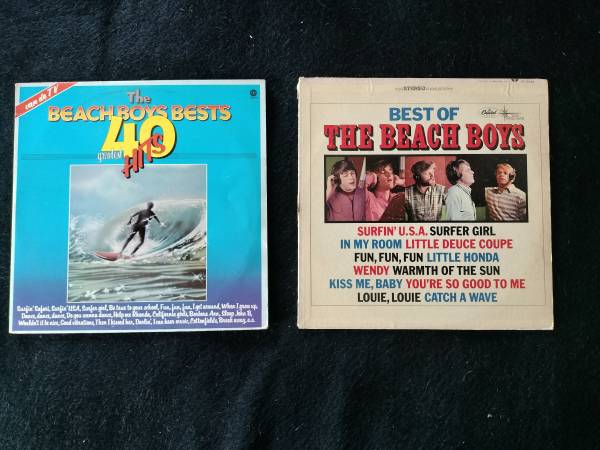 van de TV
The
BEACH BOYS BESTS
40
greatest
HITS
Surfin' Safari, Surfin' USA, Surfer girl, Be true to your school, Fun, fun, fun, I get around, When I grow up,
Dance, dance, dance, Do you wanna dance, Help me Rhonda, California girls, Barbara Ann, Sloop John B,
Wouldn't it be nice, Good vibrations, Then I kissed her, Darlin', I can hear music, Cottonfields, Break away, e.a.
STEREO
BEST OF
Capitol
THE BEACH BOYS
SURFIN' U.S.A. SURFER GIRL
IN MY ROOM LITTLE DEUCE COUPE
FUN, FUN, FUN LITTLE HONDA
WENDY WARMTH OF THE SUN
KISS ME, BABY YOU'RE SO GOOD TO ME
LOUIE, LOUIE CATCH A WAVE